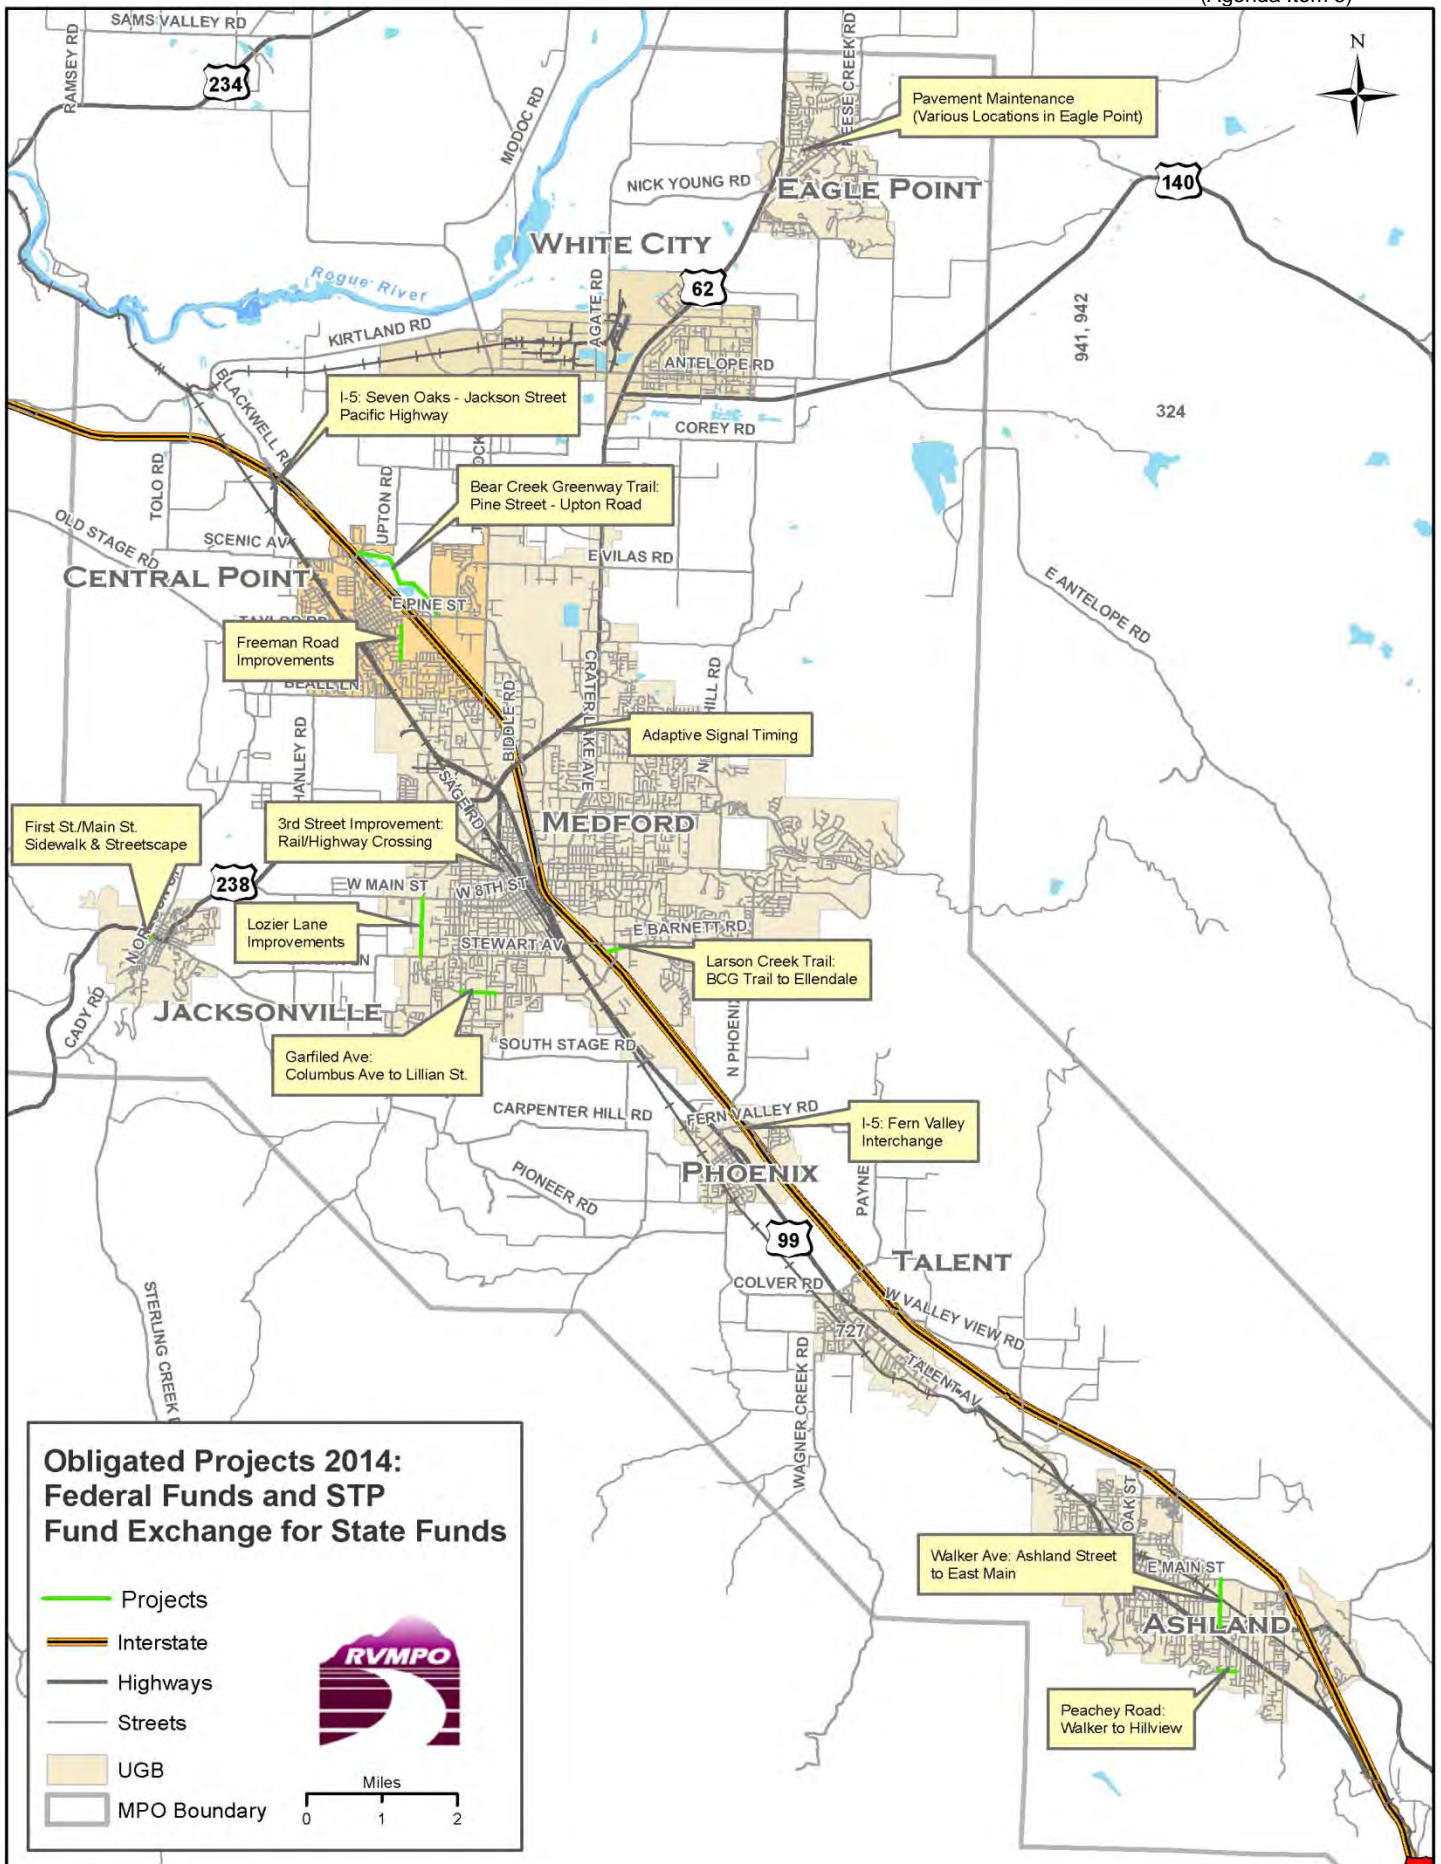 (Agenda Item 5)
SAMS VALLEY RD
RAMSEY RD
234
MODOC RD
REESE CREEK RD
N
Pavement Maintenance
(Various Locations in Eagle Point)
NICK YOUNG RD
EAGLE POINT
140
WHITE CITY
Rogue River
AGATE RD
62
KIRTLAND RD
941, 942
ANTELOPE RD
BLACKWELL RD
I-5: Seven Oaks - Jackson Street
Pacific Highway
324
COREY RD
TOLO RD
UPTON RD
Bear Creek Greenway Trail:
Pine Street - Upton Road
OLD STAGE RD
SCENIC AV
E VILAS RD
CENTRAL POINT
E ANTELOPE RD
E PINE ST
TAYLOR RD
Freeman Road
Improvements
BEALL LN
CRATER LAKE AVE
HILL RD
BIDDLE RD
HANLEY RD
Adaptive Signal Timing
SAGE RD
First St./Main St.
Sidewalk & Streetscape
3rd Street Improvement:
Rail/Highway Crossing
MEDFORD
238
W MAIN ST
W 8TH ST
Lozier Lane
Improvements
E BARNETT RD
STEWART AV
LN
Larson Creek Trail:
BCG Trail to Ellendale
CADY RD
JACKSONVILLE
N PHOENIX
SOUTH STAGE RD
Garfiled Ave:
Columbus Ave to Lillian St.
CARPENTER HILL RD
FERN VALLEY RD
I-5: Fern Valley
Interchange
PHOENIX
PIONEER RD
PAYNE
99
TALENT
COLVER RD
W VALLEY VIEW RD
727
STERLING CREEK
WAGNER CREEK RD
TALENT AV
Obligated Projects 2014:
Federal Funds and STP
Fund Exchange for State Funds
OAK ST
Walker Ave: Ashland Street
to East Main
E MAIN ST
ASHLAND
Projects
Interstate
Highways
Streets
UGB
MPO Boundary
RVMPO
Miles
0 1 2
Peachey Road:
Walker to Hillview